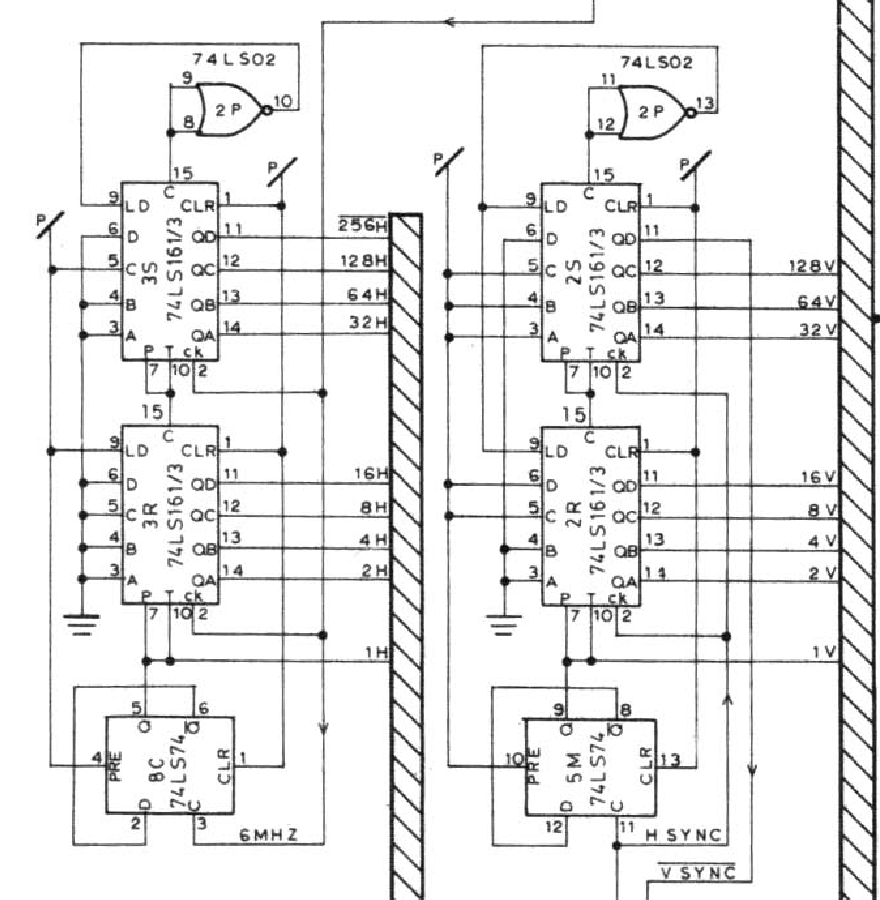 74LS02
9
8
2P
10
P
15
C
9 LD CLR 1
6 D QD 11 256H
5 C QC 12 128H
4 B QB 13 64H
3 A QA 14 32H
3S
74LS161/3
P T ck
7 10 2
P
15
C
9 LD CLR 1
6 D QD 11 16H
5 C QC 12 8H
4 B QB 13 4H
3 A QA 14 2H
3R
74LS161/3
P T ck
7 10 2
1H
5 6
Q Q
4 PRE CLR 1
8C
74LS74
D C
2 3
6MHZ
74LS02
11
12
2P
13
P
P
15
C
9 LD CLR 1
6 D QD 11
5 C QC 12 128V
4 B QB 13 64V
3 A QA 14 32V
2S
74LS161/3
P T ck
7 10 2
15
C
9 LD CLR 1
6 D QD 11 16V
5 C QC 12 8V
4 B QB 13 4V
3 A QA 14 2V
2R
74LS161/3
P T ck
7 10 2
1V
9 8
Q Q
10 PRE CLR 13
5M
74LS74
D C
12 11
H SYNC
V SYNC